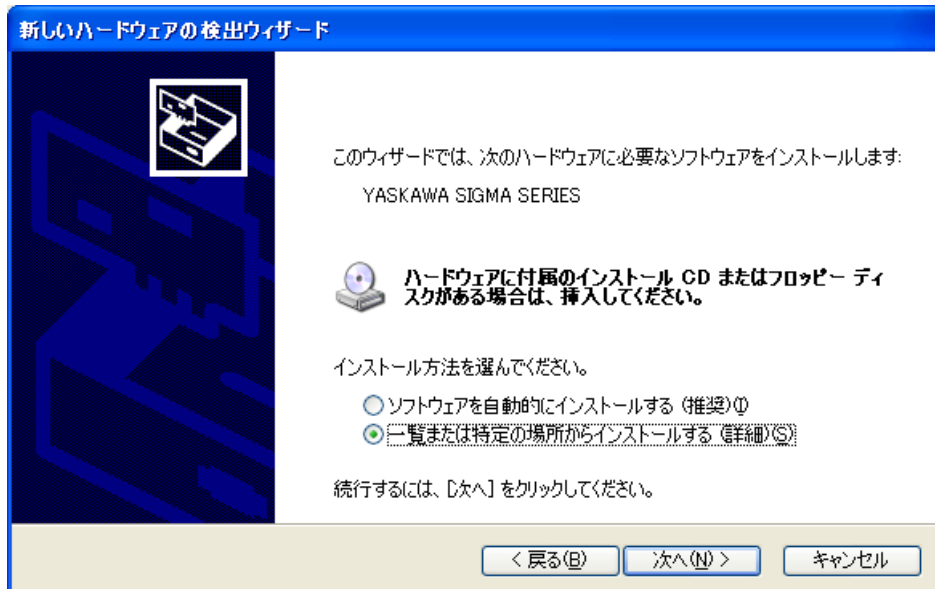 新しいハードウェアの検出ウィザード
このウィザードでは、次のハードウェアに必要なソフトウェアをインストールします:
YASKAWA SIGMA SERIES
ハードウェアに付属のインストール CD またはフロッピー ディ
スクがある場合は、挿入してください。
インストール方法を選んでください。
ソフトウェアを自動的にインストールする (推奨)(I)
一覧または特定の場所からインストールする (詳細)(S)
続行するには、[次へ] をクリックしてください。
< 戻る(B) 次へ(N) > キャンセル